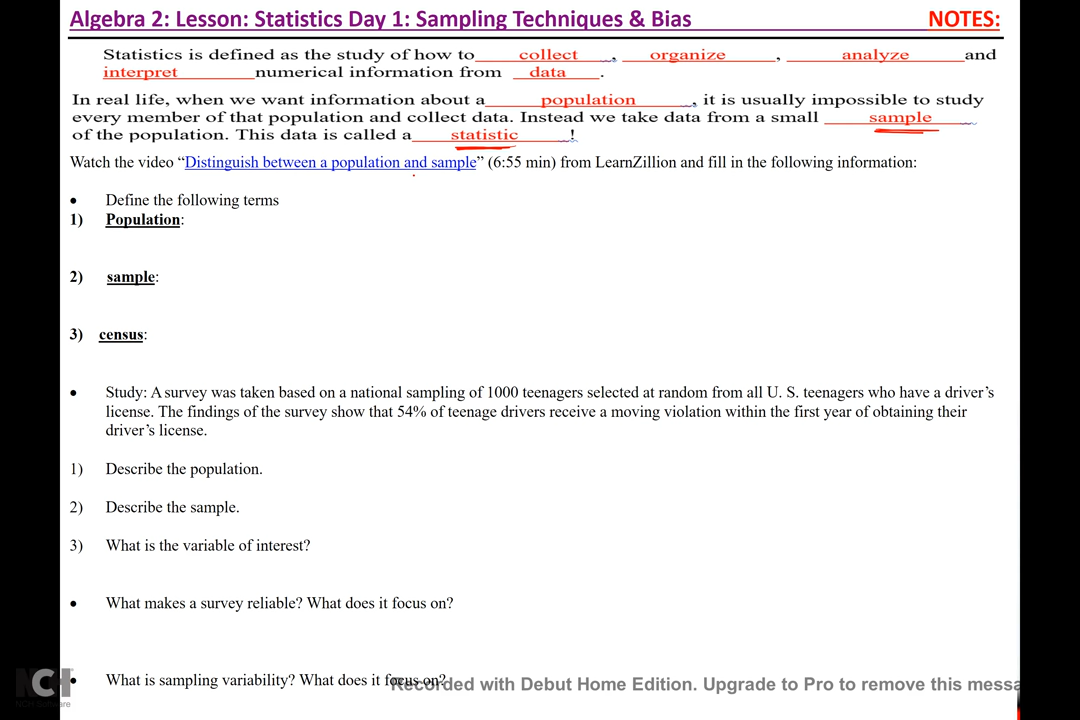 Algebra 2: Lesson: Statistics Day 1: Sampling Techniques & Bias NOTES:
Statistics is defined as the study of how to collect , organize , analyze and
interpret numerical information from data .
In real life, when we want information about a population , it is usually impossible to study
every member of that population and collect data. Instead we take data from a small sample
of the population. This data is called a statistic !
Watch the video “Distinguish between a population and sample” (6:55 min) from LearnZillion and fill in the following information:
• Define the following terms
1) Population:
2) sample:
3) census:
• Study: A survey was taken based on a national sampling of 1000 teenagers selected at random from all U. S. teenagers who have a driver’s
license. The findings of the survey show that 54% of teenage drivers receive a moving violation within the first year of obtaining their
driver’s license.
1) Describe the population.
2) Describe the sample.
3) What is the variable of interest?
• What makes a survey reliable? What does it focus on?
• What is sampling variability? What does it focus on?
Recorded with Debut Home Edition. Upgrade to Pro to remove this messa
NCH
NCH Software